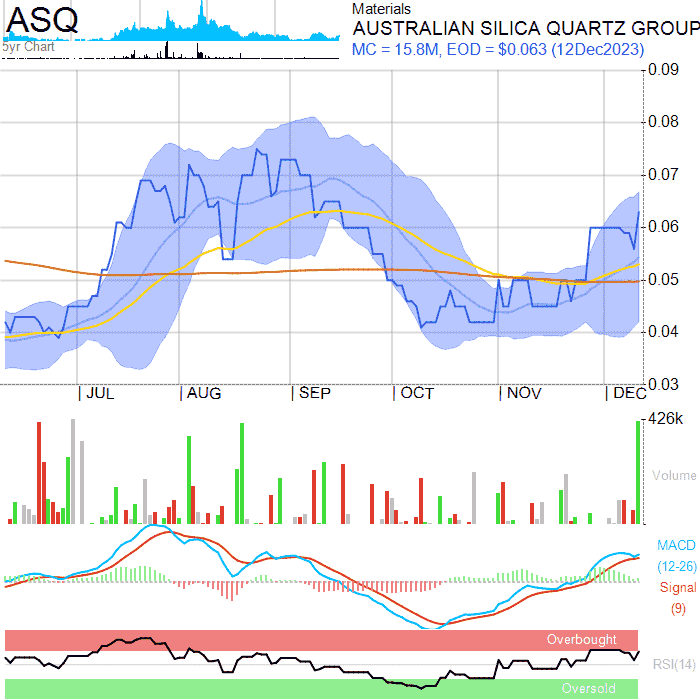 ASQ
5yr Chart
Materials
AUSTRALIAN SILICA QUARTZ GROUP
MC = 15.8M, EOD = $0.063 (12Dec2023)
0.09
0.08
0.07
0.06
0.05
0.04
0.03
JUL AUG SEP OCT NOV DEC
426k
Volume
MACD
(12-26)
Signal
(9)
Overbought
RSI(14)
Oversold